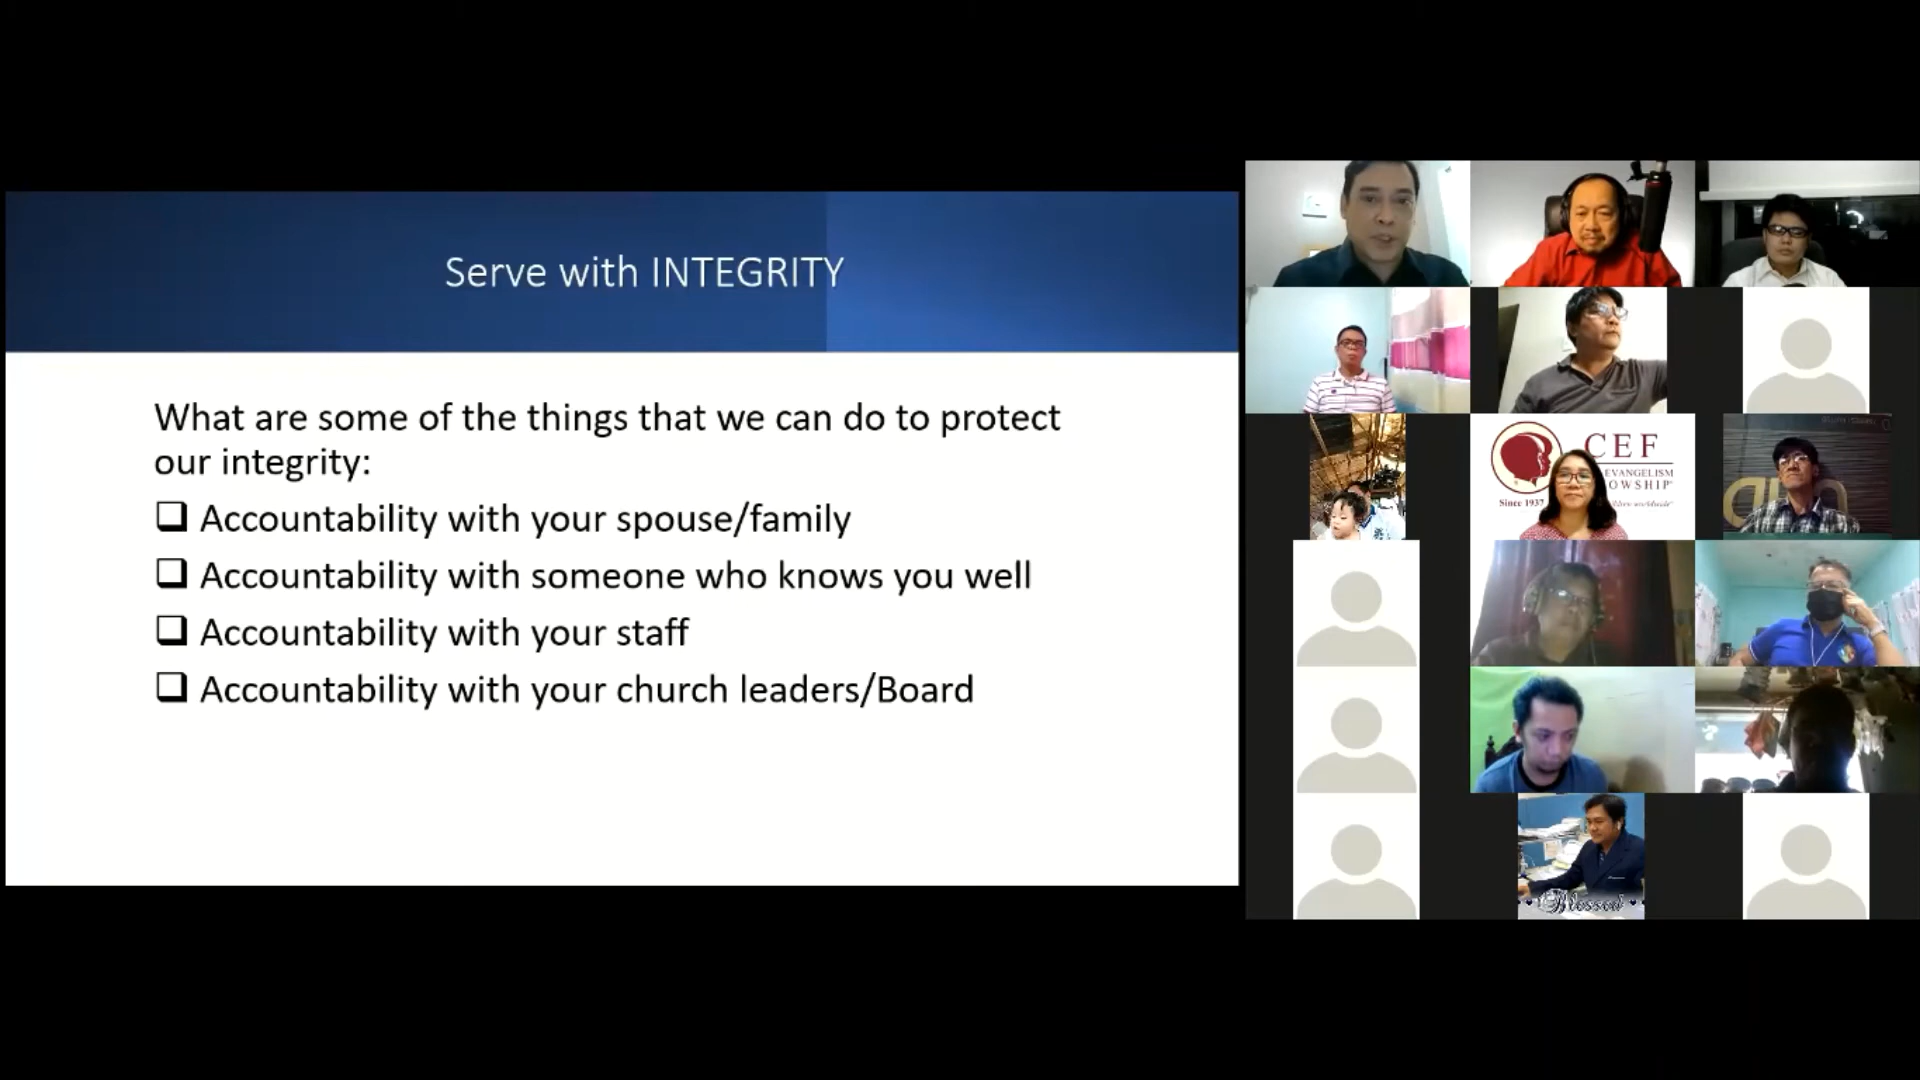 Serve with INTEGRITY
What are some of the things that we can do to protect
our integrity:
Accountability with your spouse/family
Accountability with someone who knows you well
Accountability with your staff
Accountability with your church leaders/Board
CEF
EVANGELISM
OWSHIP
Since 1937
Blessed